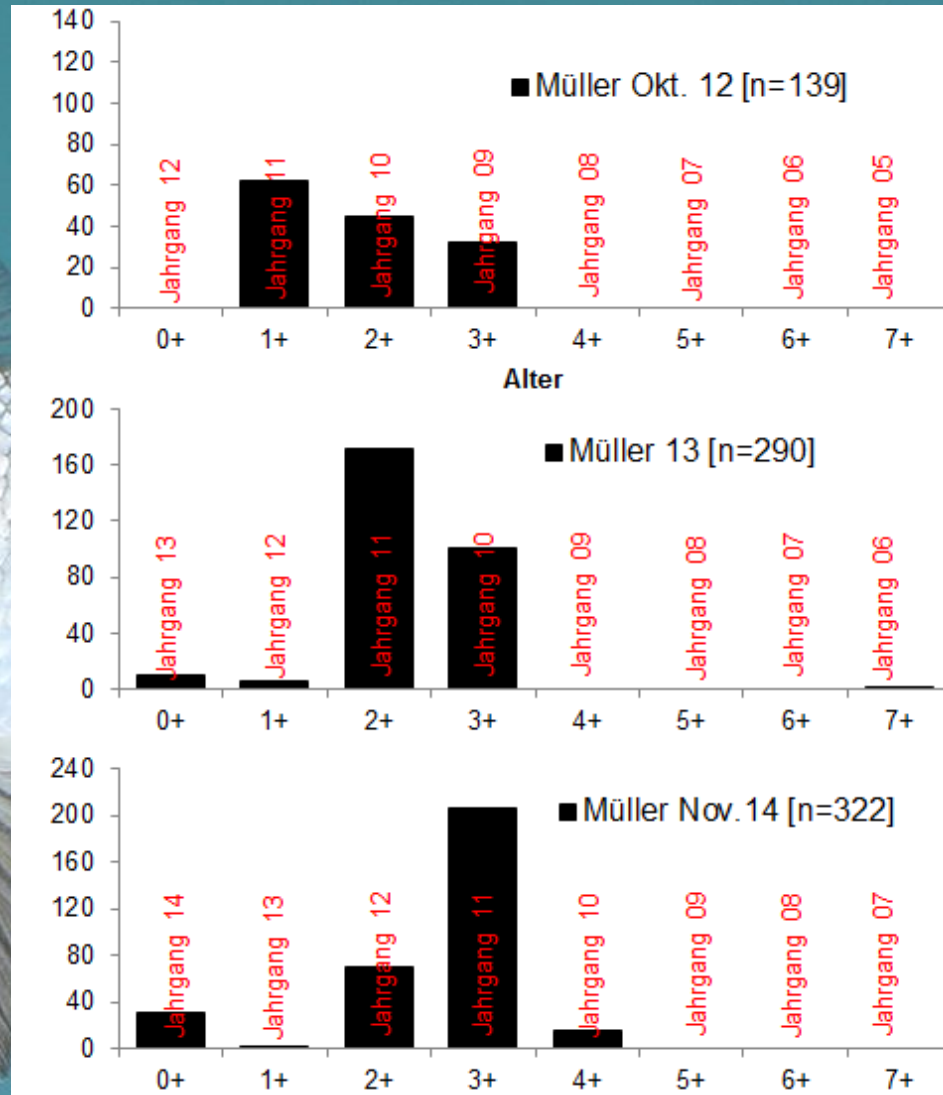 140
120
100
80
60
40
20
0
Müller Okt. 12 [n=139]
Jahrgang 12
Jahrgang 11
Jahrgang 10
Jahrgang 09
Jahrgang 08
Jahrgang 07
Jahrgang 06
Jahrgang 05
0+ 1+ 2+ 3+ 4+ 5+ 6+ 7+
Alter
200
160
120
80
40
0
Müller 13 [n=290]
Jahrgang 13
Jahrgang 12
Jahrgang 11
Jahrgang 10
Jahrgang 09
Jahrgang 08
Jahrgang 07
Jahrgang 06
0+ 1+ 2+ 3+ 4+ 5+ 6+ 7+
240
200
160
120
80
40
0
Müller Nov. 14 [n=322]
Jahrgang 14
Jahrgang 13
Jahrgang 12
Jahrgang 11
Jahrgang 10
Jahrgang 09
Jahrgang 08
Jahrgang 07
0+ 1+ 2+ 3+ 4+ 5+ 6+ 7+